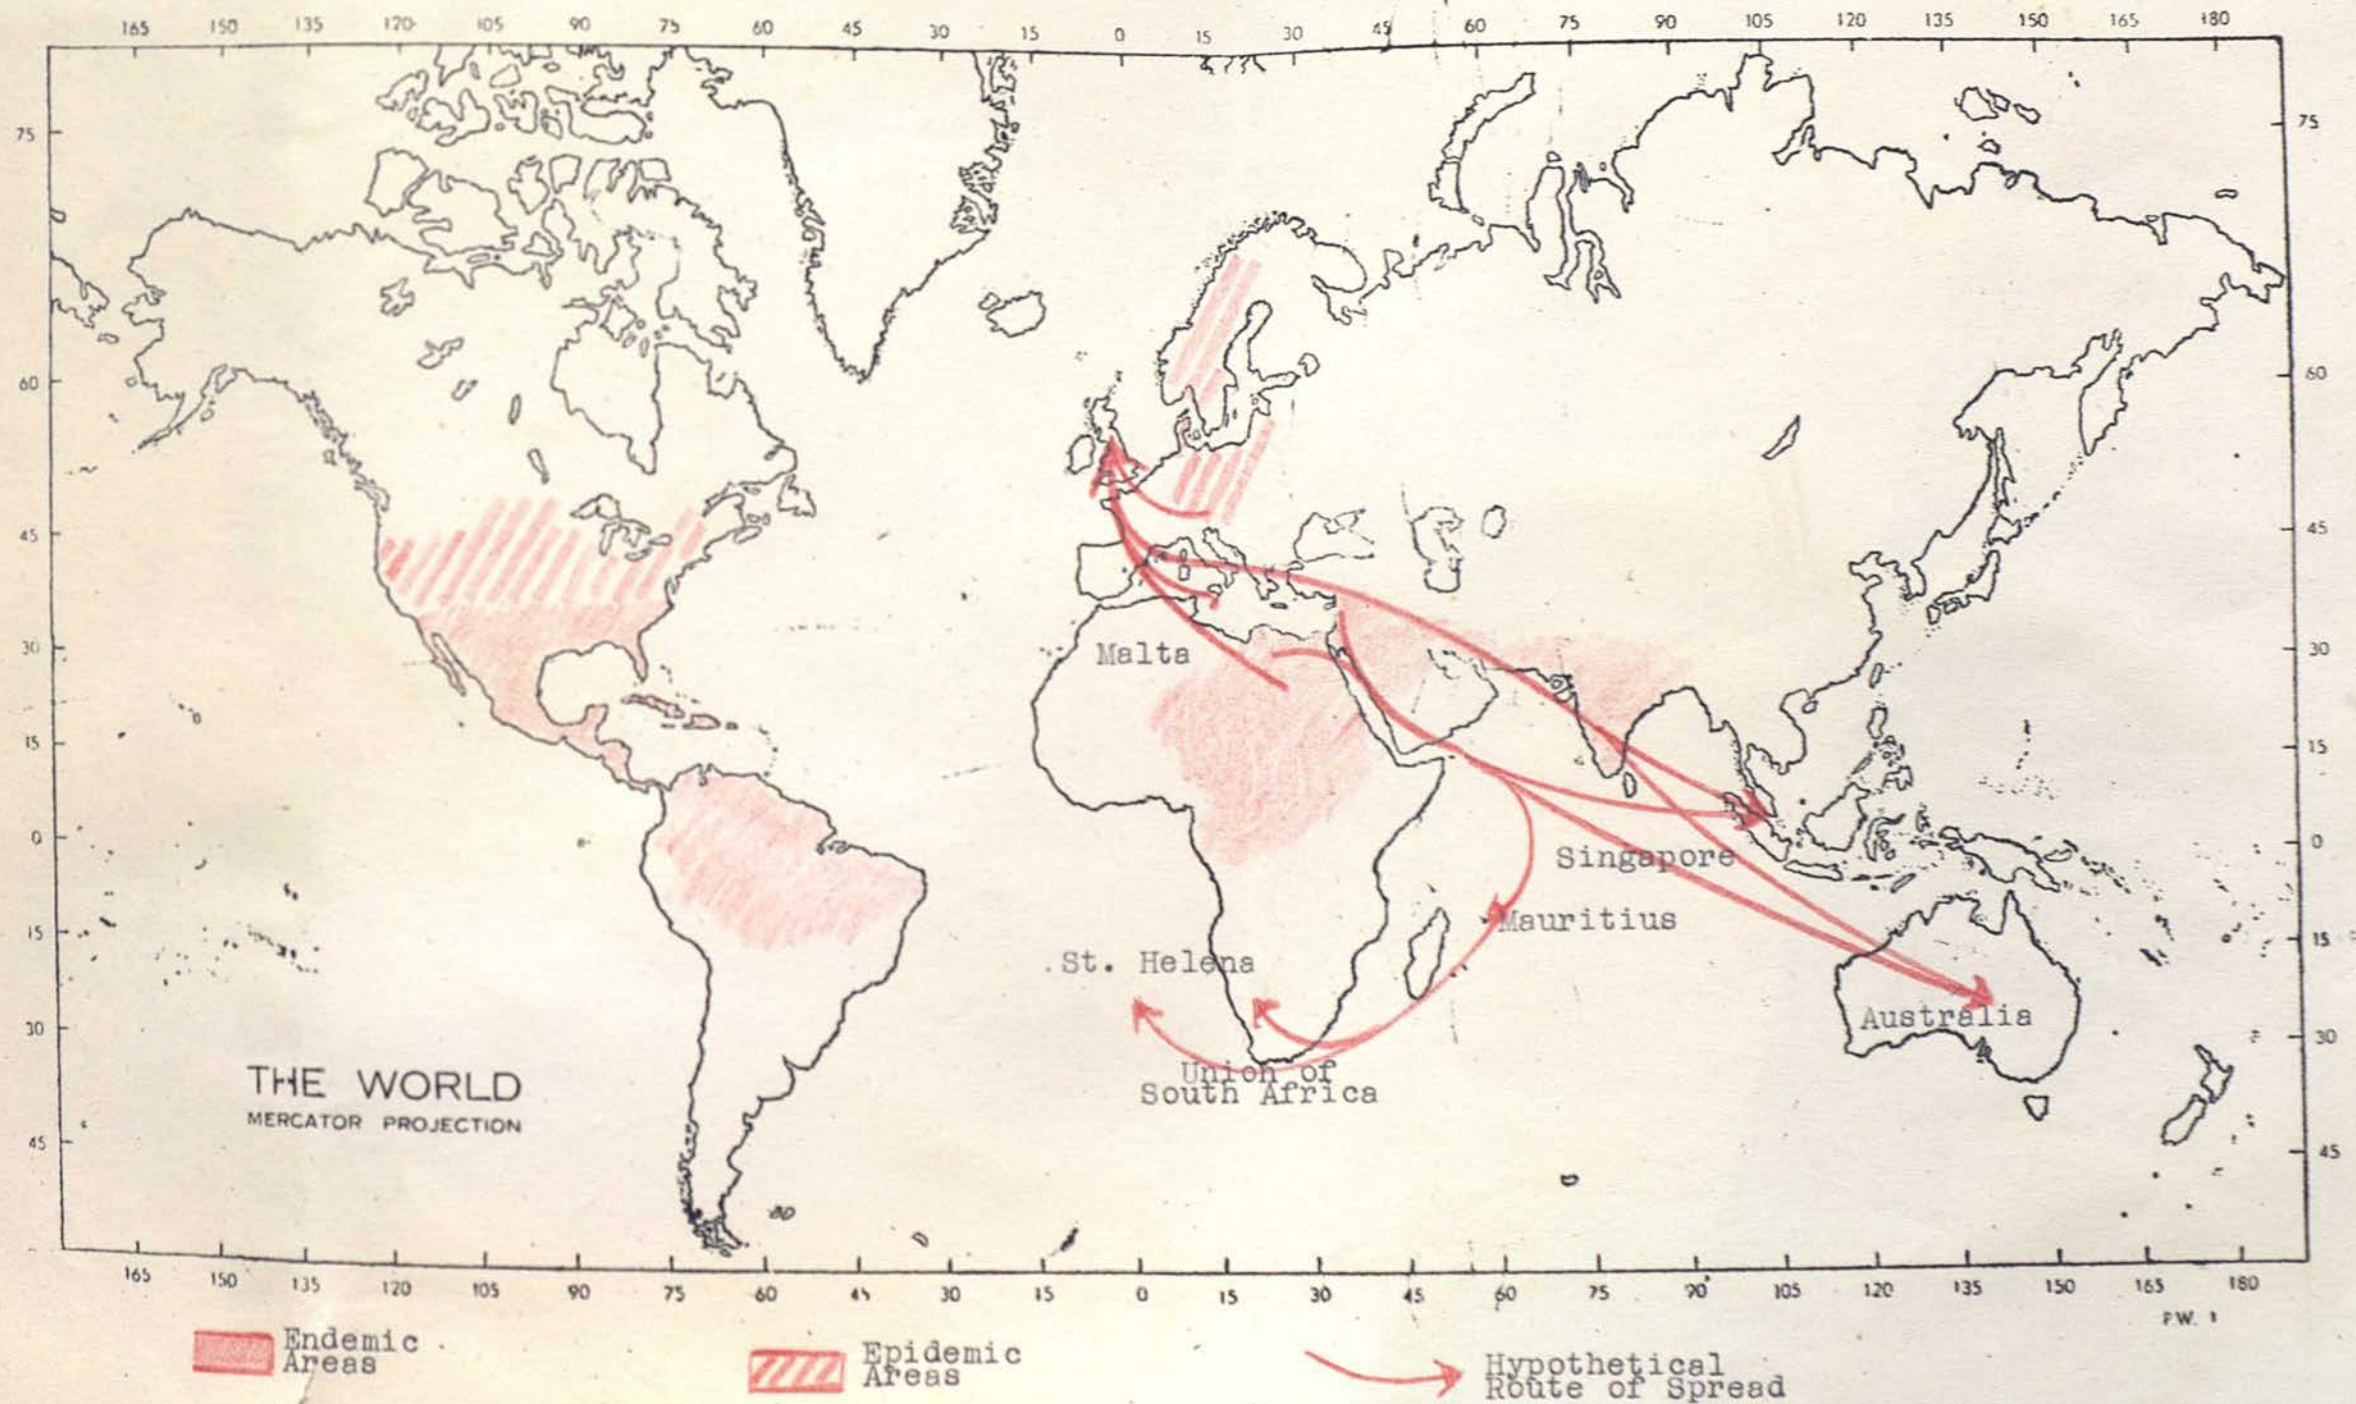 165 150 135 120 105 90 75 60 45 30 15 0 15 30 45 60 75 90 105 120 135 150 165 180
75 75
60 60
45 45
30 30
Malta
15 15
0 0
Singapore
15 Mauritius 15
St. Helena
Australia
30 30
Union of
South Africa
THE WORLD
MERCATOR PROJECTION
45 45
165 150 135 120 105 90 75 60 45 30 15 0 15 30 45 60 75 90 105 120 135 150 165 180
P.W. 1
Endemic
Areas
Epidemic
Areas
Hypothetical
Route of Spread